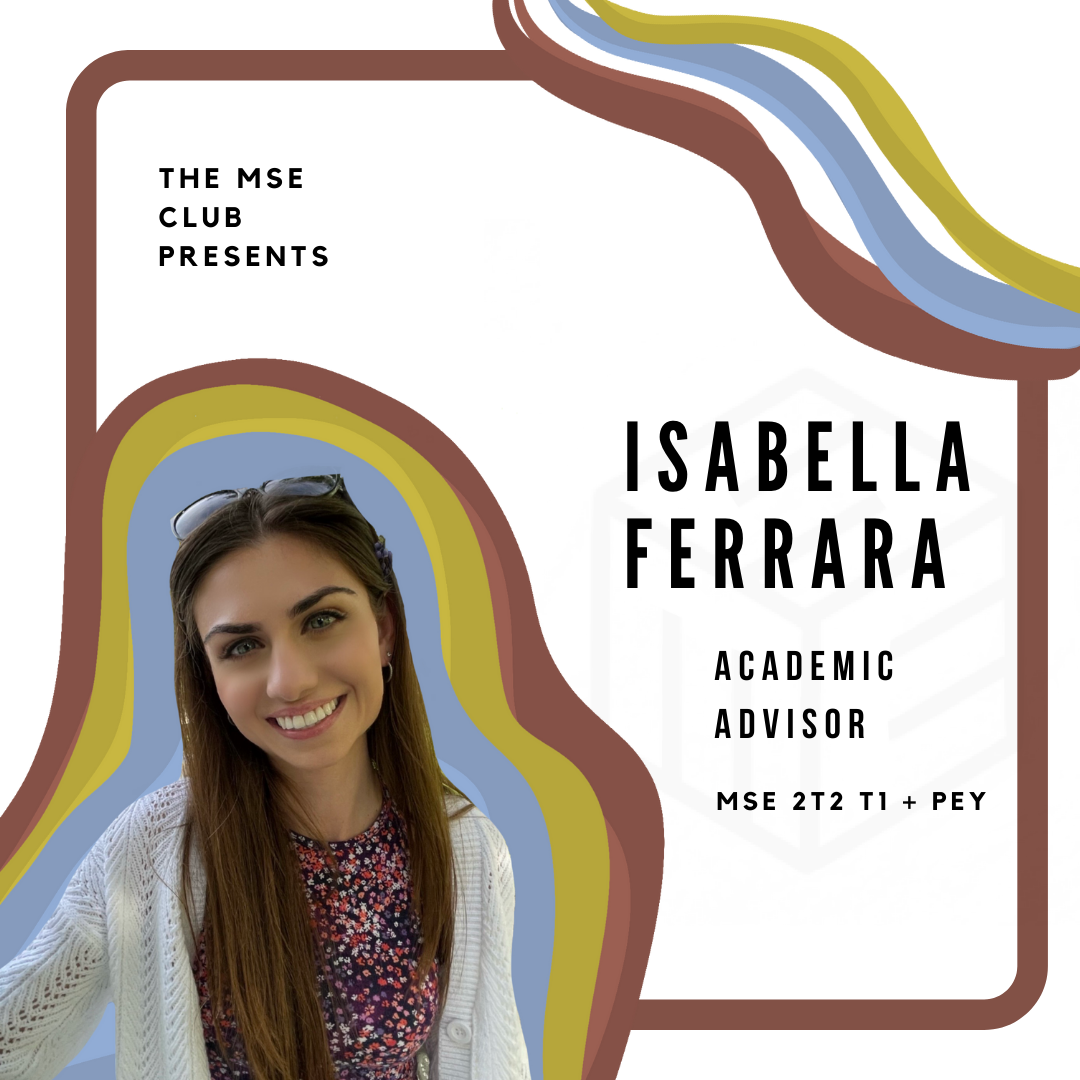 THE MSE
CLUB
PRESENTS
ISABELLA
FERRARA
ACADEMIC
ADVISOR
MSE 2T2 T1 + PEY